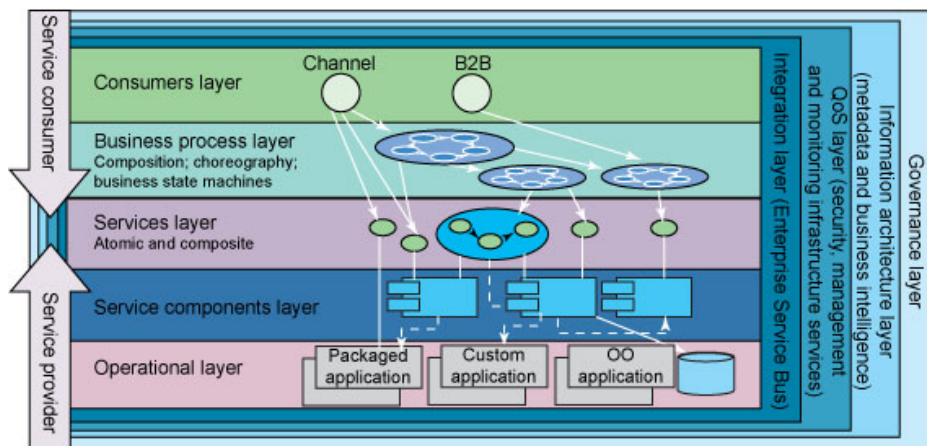 Service consumer
Service provider
Consumers layer
Channel
B2B
Business process layer
Composition; choreography;
business state machines
Services layer
Atomic and composite
Service components layer
Operational layer
Packaged
application
Custom
application
OO
application
Integration layer (Enterprise Service Bus)
QoS layer (security, management
and monitoring infrastructure services)
Information architecture layer
(metadata and business intelligence)
Governance layer